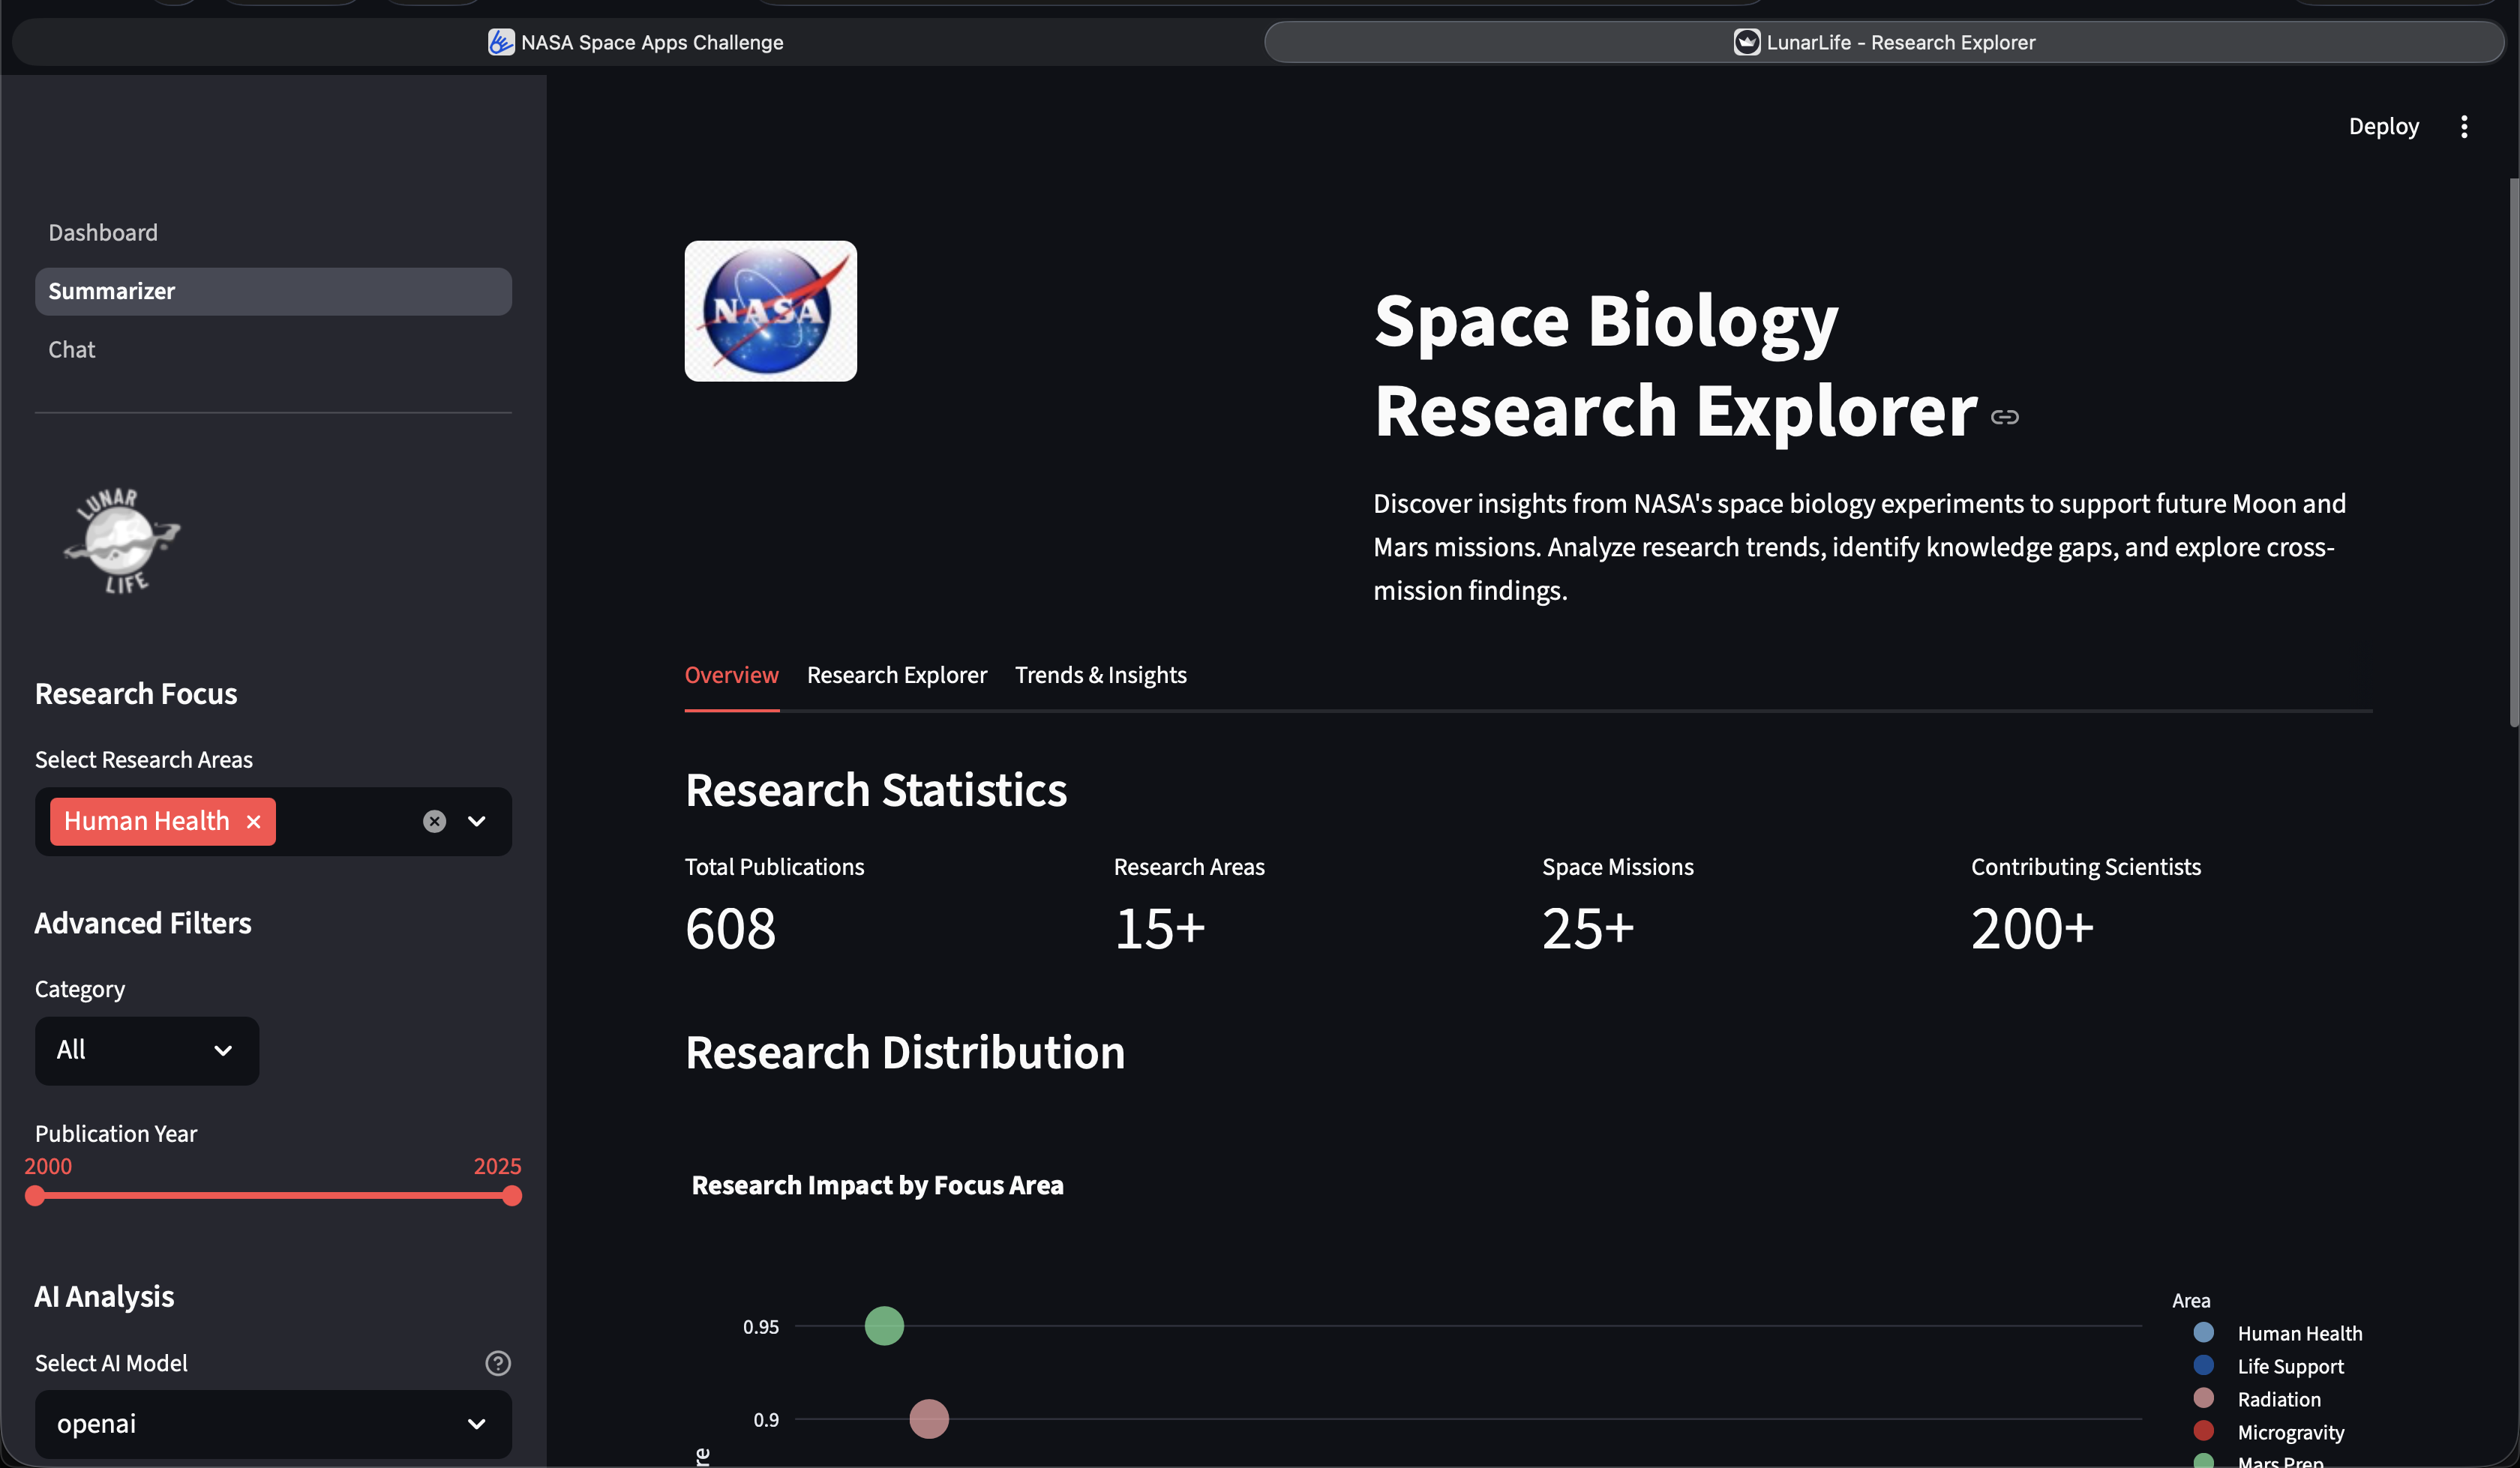 NASA Space Apps Challenge
LunarLife - Research Explorer
Deploy
Dashboard
Summarizer
Chat
LUNAR
LIFE
Research Focus
Select Research Areas
Human Health
Advanced Filters
Category
All
Publication Year
2000 2025
AI Analysis
Select AI Model
openai
NASA
Space Biology
Research Explorer
Discover insights from NASA's space biology experiments to support future Moon and
Mars missions. Analyze research trends, identify knowledge gaps, and explore cross-
mission findings.
Overview Research Explorer Trends & Insights
Research Statistics
Total Publications Research Areas Space Missions Contributing Scientists
608 15+ 25+ 200+
Research Distribution
Research Impact by Focus Area
0.95
0.9
Area
Human Health
Life Support
Radiation
Microgravity
Mars Prep